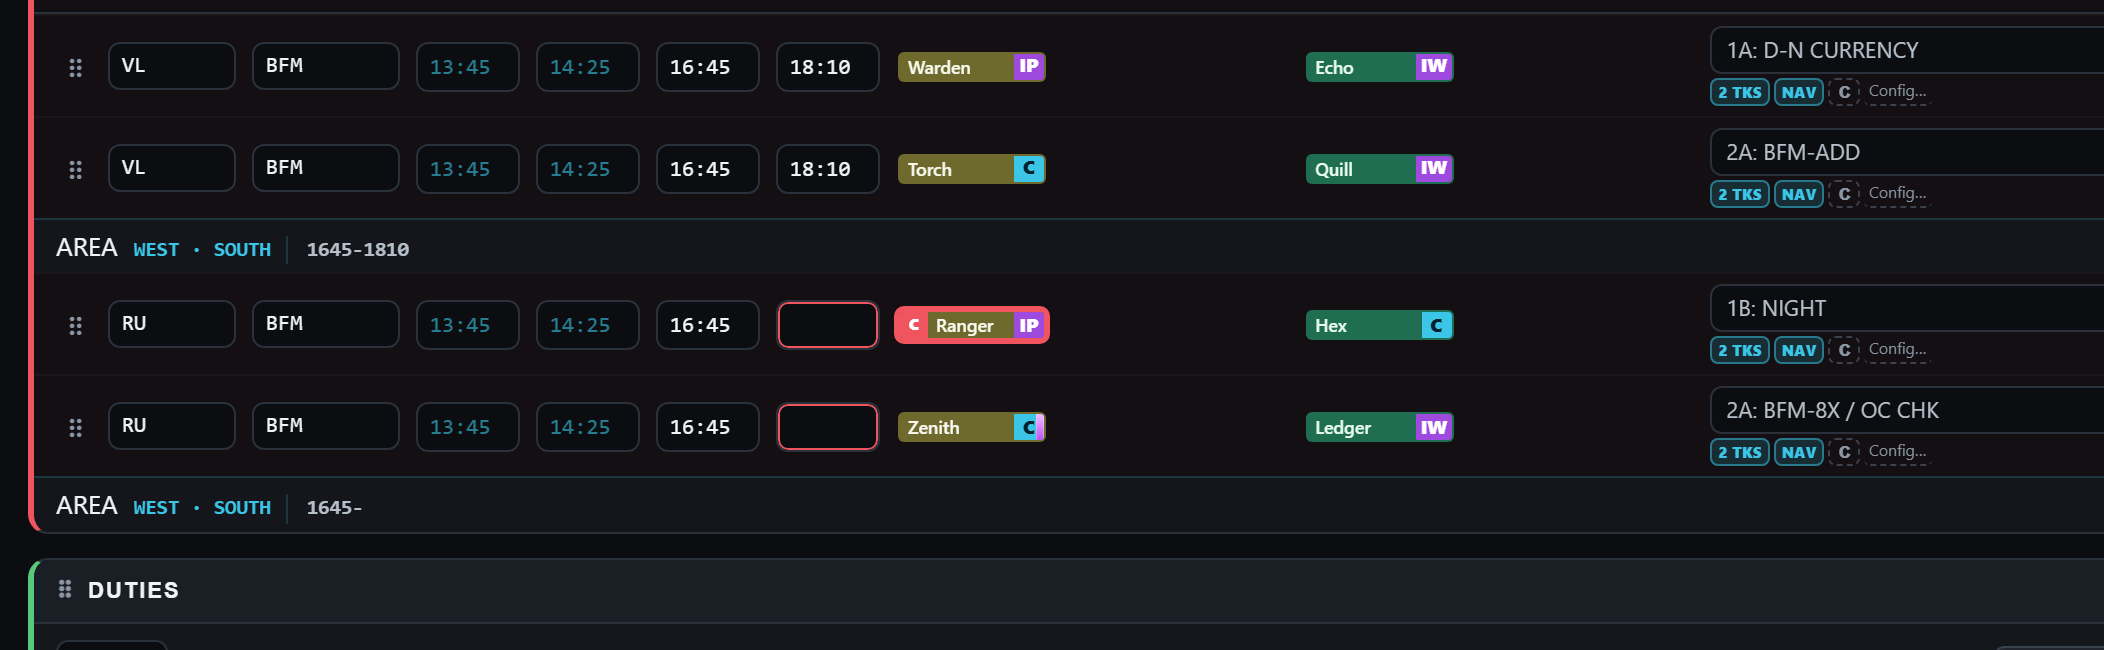 VL BFM 13:45 14:25 16:45 18:10 Warden IP Echo IW 1A: D-N CURRENCY
2 TKS NAV C Config...
VL BFM 13:45 14:25 16:45 18:10 Torch C Quill IW 2A: BFM-ADD
2 TKS NAV C Config...
AREA WEST · SOUTH 1645-1810
RU BFM 13:45 14:25 16:45 C Ranger IP Hex C 1B: NIGHT
2 TKS NAV C Config...
RU BFM 13:45 14:25 16:45 Zenith C Ledger IW 2A: BFM-8X / OC CHK
2 TKS NAV C Config...
AREA WEST · SOUTH 1645-
DUTIES